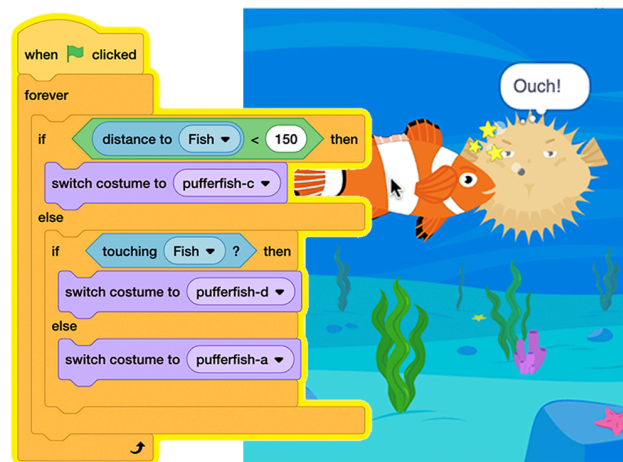 when clicked
forever
if distance to Fish < 150 then
switch costume to pufferfish-c
else
if touching Fish ? then
switch costume to pufferfish-d
else
switch costume to pufferfish-a
Ouch!